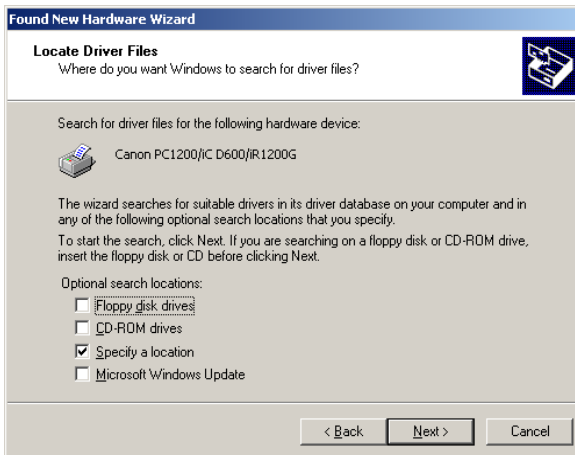 Found New Hardware Wizard
Locate Driver Files
Where do you want Windows to search for driver files?
Search for driver files for the following hardware device:
Canon PC1200/iC D600/iR1200G
The wizard searches for suitable drivers in its driver database on your computer and in
any of the following optional search locations that you specify.
To start the search, click Next. If you are searching on a floppy disk or CD-ROM drive,
insert the floppy disk or CD before clicking Next.
Optional search locations:
Floppy disk drives
CD-ROM drives
Specify a location
Microsoft Windows Update
< Back Next > Cancel